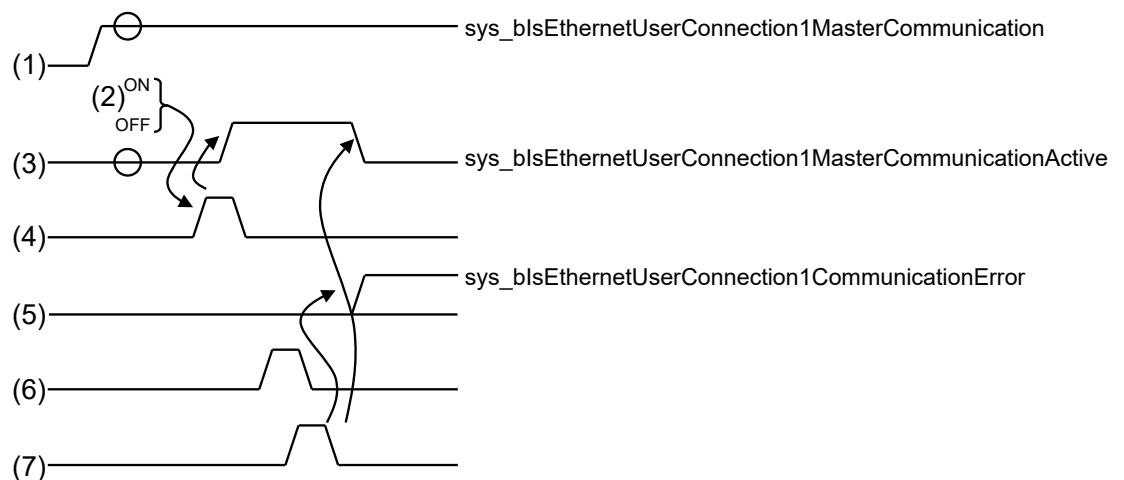 sys_bIsEthernetUserConnection1MasterCommunication
(1)
(2) ON
OFF
(3) sys_bIsEthernetUserConnection1MasterCommunicationActive
(4)
sys_bIsEthernetUserConnection1CommunicationError
(5)
(6)
(7)